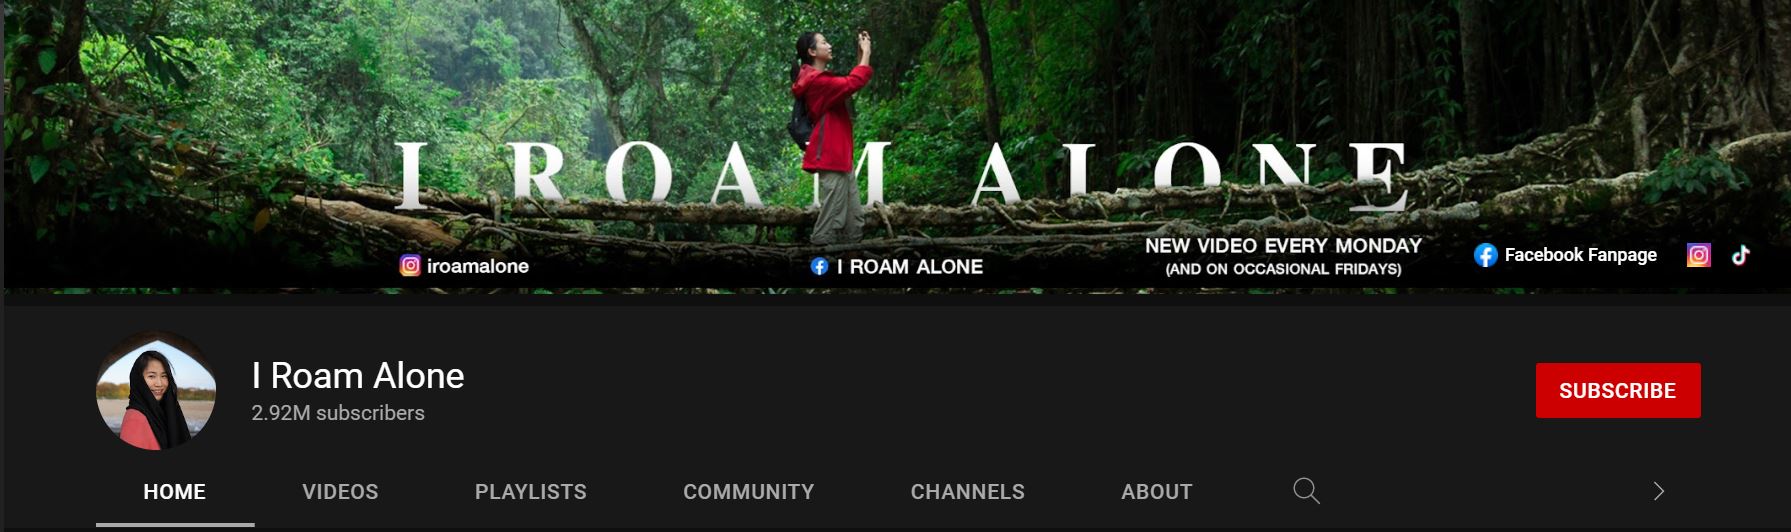 I ROAM ALONE
iroamalone
I ROAM ALONE
NEW VIDEO EVERY MONDAY
(AND ON OCCASIONAL FRIDAYS)
Facebook Fanpage
I Roam Alone
2.92M subscribers
SUBSCRIBE
HOME VIDEOS PLAYLISTS COMMUNITY CHANNELS ABOUT